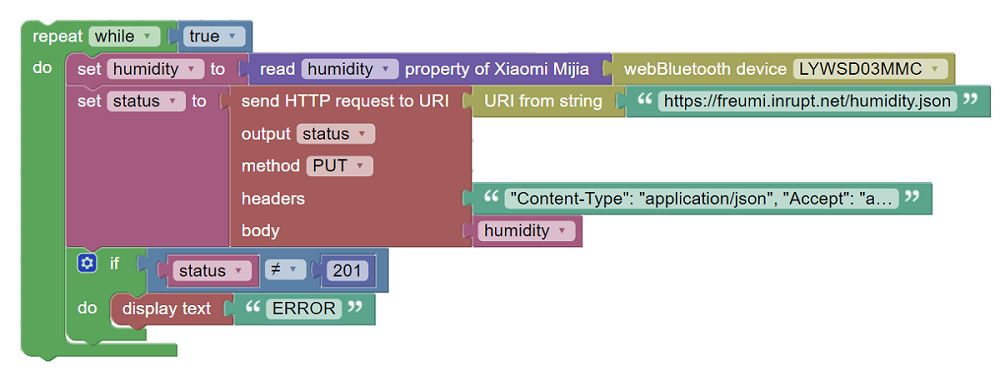 repeat while true
do set humidity to read humidity property of Xiaomi Mijia webBluetooth device LYWSD03MMC
set status to send HTTP request to URI URI from string “ https://freumi.inrupt.net/humidity.json ”
output status
method PUT
headers “ "Content-Type": "application/json", "Accept": "a... ”
body humidity
if status ≠ 201
do display text “ ERROR ”